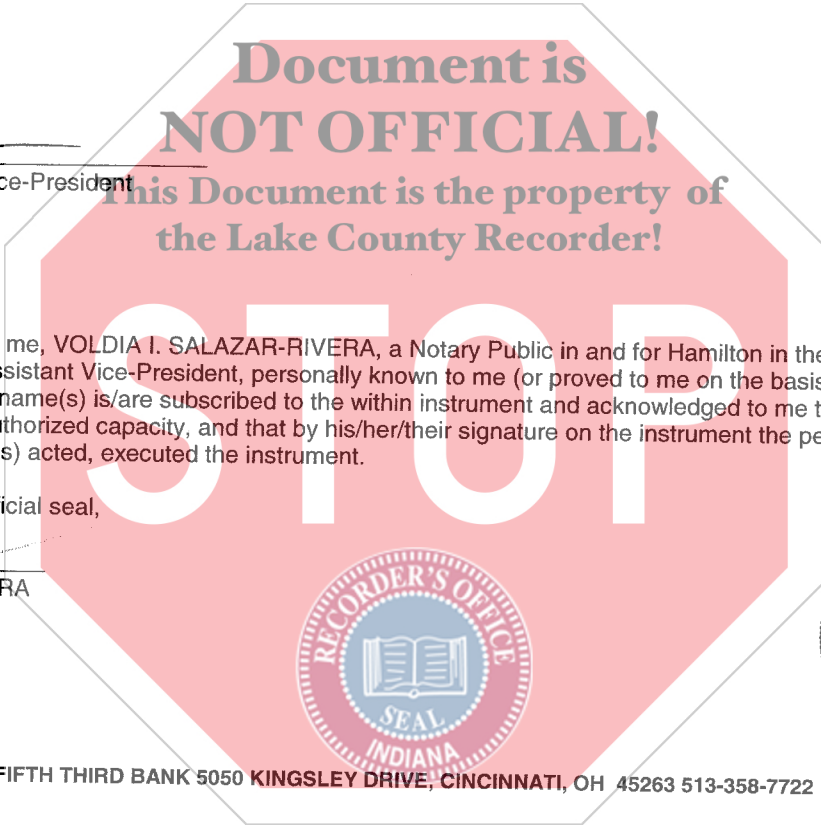 Document is
NOT OFFICIAL!
ce-President
This Document is the property of
the Lake County Recorder!
STOP
me, VOLDIA I. SALAZAR-RIVERA, a Notary Public in and for Hamilton in the
ssistant Vice-President, personally known to me (or proved to me on the basis
name(s) is/are subscribed to the within instrument and acknowledged to me t
uthorized capacity, and that by his/her/their signature on the instrument the pe
s) acted, executed the instrument.
icial seal,
RA
RECORDER'S OFFICE
SEAL
INDIANA
FIFTH THIRD BANK 5050 KINGSLEY DRIVE, CINCINNATI, OH 45263 513-358-7722